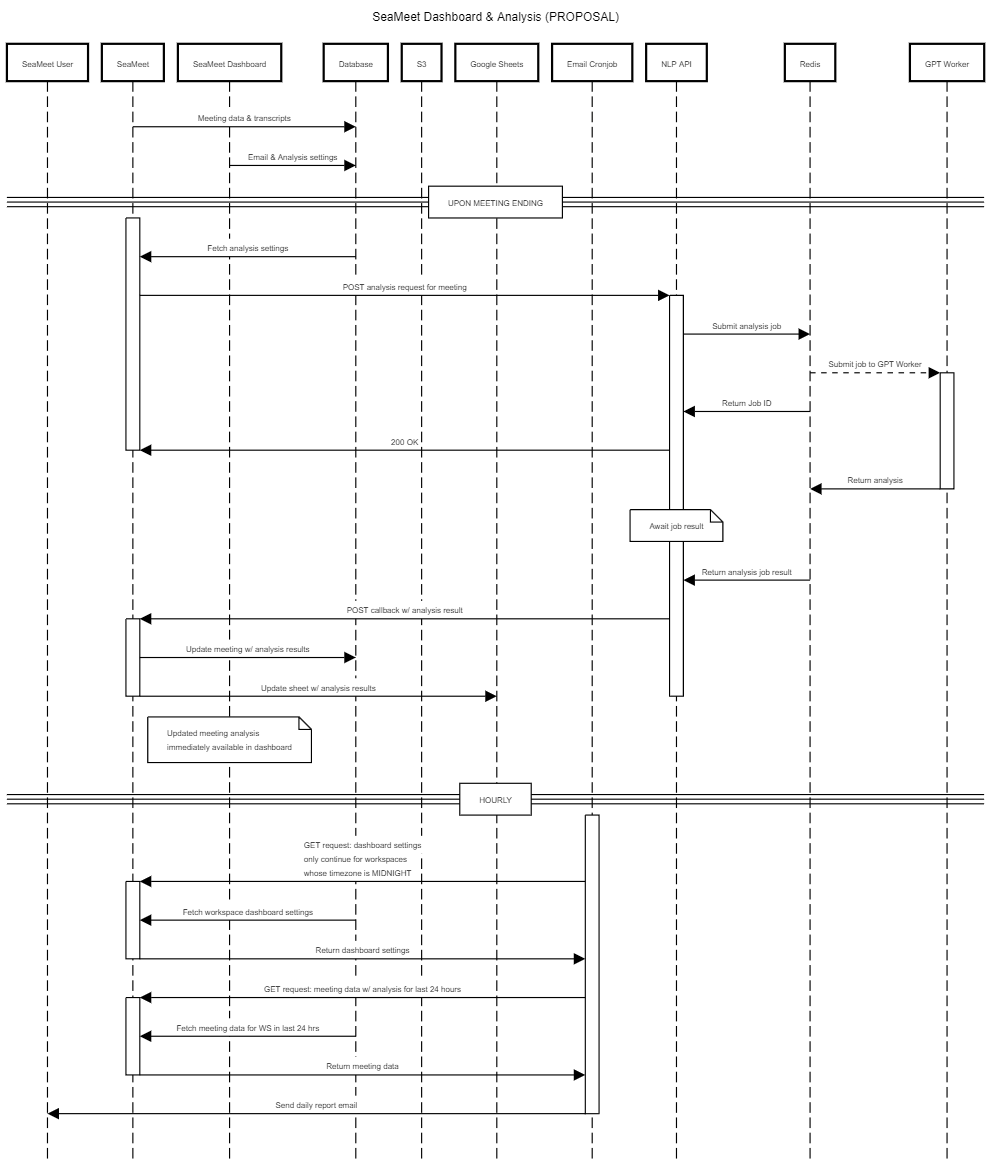 SeaMeet Dashboard & Analysis (PROPOSAL)
SeaMeet User
SeaMeet
SeaMeet Dashboard
Database
S3
Google Sheets
Email Cronjob
NLP API
Redis
GPT Worker
Meeting data & transcripts
Email & Analysis settings
UPON MEETING ENDING
Fetch analysis settings
POST analysis request for meeting
Submit analysis job
Submit job to GPT Worker
Return Job ID
200 OK
Return analysis
Await job result
Return analysis job result
POST callback w/ analysis result
Update meeting w/ analysis results
Update sheet w/ analysis results
Updated meeting analysis
immediately available in dashboard
HOURLY
GET request: dashboard settings
only continue for workspaces
whose timezone is MIDNIGHT
Fetch workspace dashboard settings
Return dashboard settings
GET request: meeting data w/ analysis for last 24 hours
Fetch meeting data for WS in last 24 hrs
Return meeting data
Send daily report email